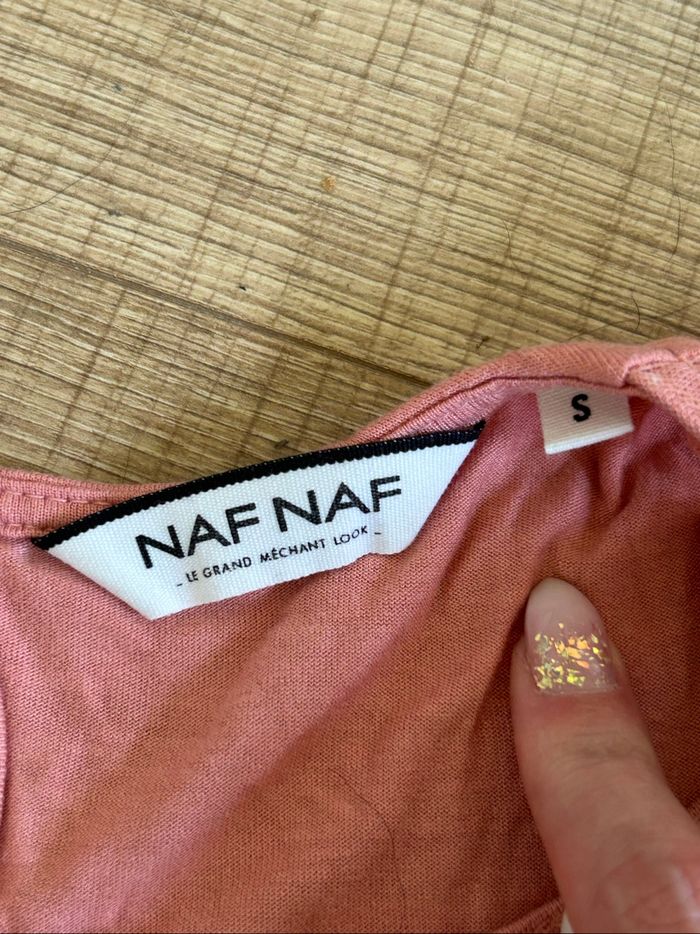 S
NAF NAF
- LE GRAND MÉCHANT LOOK -